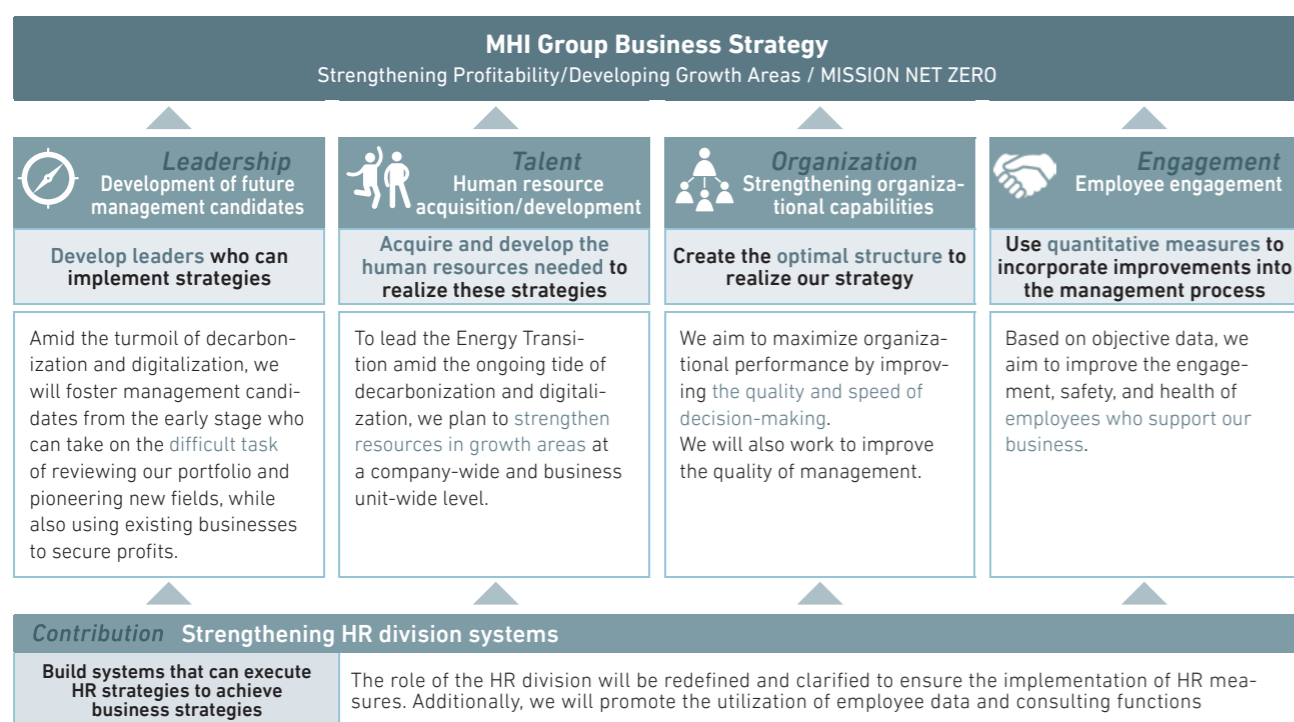 MHI Group Business Strategy
Strengthening Profitability/Developing Growth Areas / MISSION NET ZERO
Leadership
Development of future
management candidates
Develop leaders who can
implement strategies
Amid the turmoil of decarbon-
ization and digitalization, we
will foster management candi-
dates from the early stage who
can take on the difficult task
of reviewing our portfolio and
pioneering new fields, while
also using existing businesses
to secure profits.
Talent
Human resource
acquisition/development
Acquire and develop the
human resources needed to
realize these strategies
To lead the Energy Transi-
tion amid the ongoing tide of
decarbonization and digitali-
zation, we plan to strengthen
resources in growth areas at
a company-wide and business
unit-wide level.
Organization
Strengthening organiza-
tional capabilities
Create the optimal structure to
realize our strategy
We aim to maximize organiza-
tional performance by improv-
ing the quality and speed of
decision-making.
We will also work to improve
the quality of management.
Engagement
Employee engagement
Use quantitative measures to
incorporate improvements into
the management process
Based on objective data, we
aim to improve the engage-
ment, safety, and health of
employees who support our
business.
Contribution Strengthening HR division systems
Build systems that can execute
HR strategies to achieve
business strategies
The role of the HR division will be redefined and clarified to ensure the implementation of HR mea-
sures. Additionally, we will promote the utilization of employee data and consulting functions